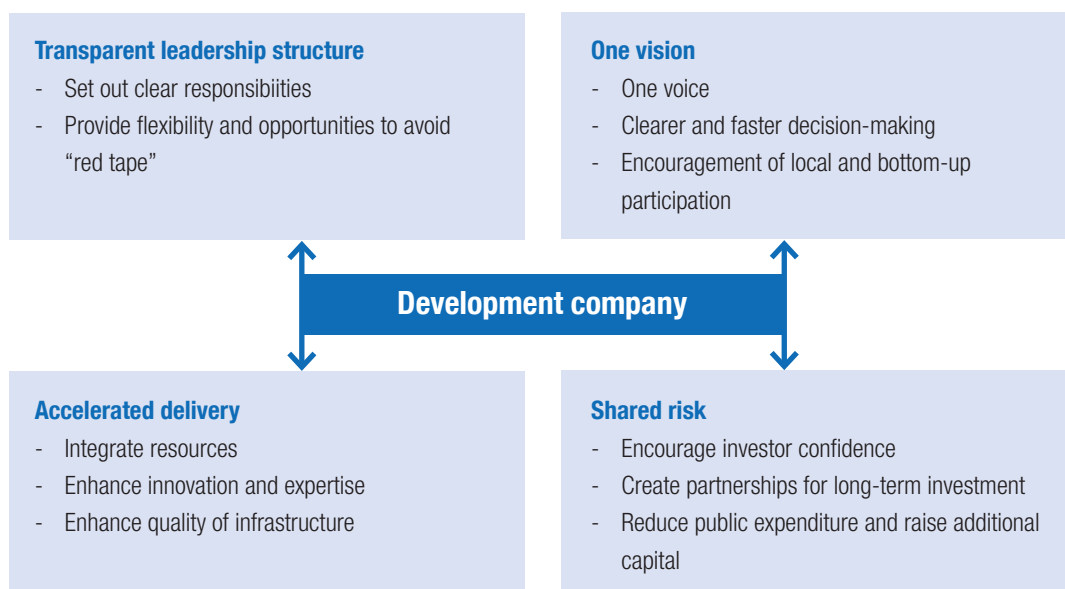 Transparent leadership structure
- Set out clear responsibiities
- Provide flexibility and opportunities to avoid
“red tape”
One vision
- One voice
- Clearer and faster decision-making
- Encouragement of local and bottom-up
participation
Development company
Accelerated delivery
- Integrate resources
- Enhance innovation and expertise
- Enhance quality of infrastructure
Shared risk
- Encourage investor confidence
- Create partnerships for long-term investment
- Reduce public expenditure and raise additional
capital